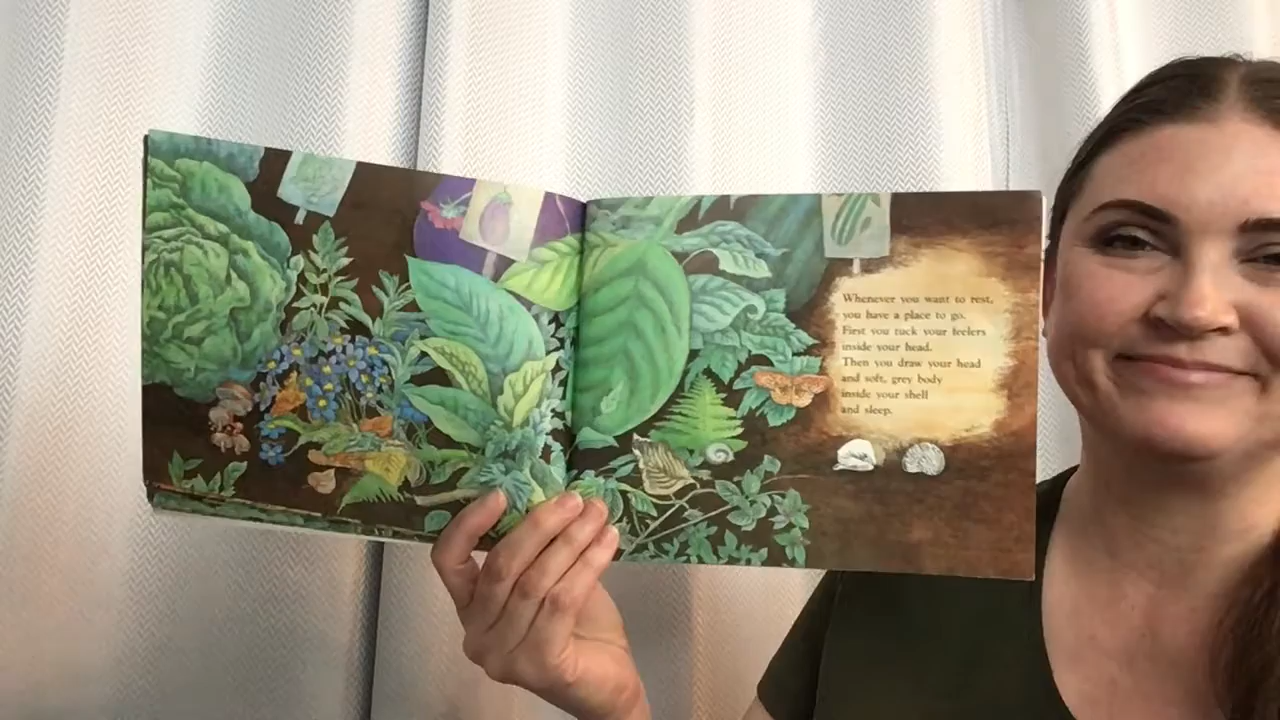 Whenever you want to rest,
you have a place to go.
First you tuck your feelers
inside your head.
Then you draw your head
and soft, grey body
inside your shell
and sleep.